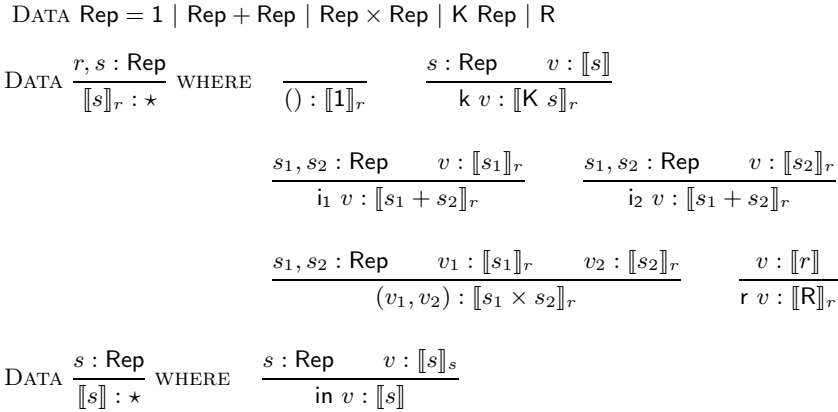 DATA Rep = 1 | Rep + Rep | Rep × Rep | K Rep | R
r, s : Rep
DATA ⟦s⟧ᵣ : ⋆ WHERE
() : ⟦1⟧ᵣ
s : Rep v : ⟦s⟧
k v : ⟦K s⟧ᵣ
s₁, s₂ : Rep v : ⟦s₁⟧ᵣ
i₁ v : ⟦s₁ + s₂⟧ᵣ
s₁, s₂ : Rep v : ⟦s₂⟧ᵣ
i₂ v : ⟦s₁ + s₂⟧ᵣ
s₁, s₂ : Rep v₁ : ⟦s₁⟧ᵣ v₂ : ⟦s₂⟧ᵣ
(v₁, v₂) : ⟦s₁ × s₂⟧ᵣ
v : ⟦r⟧
r v : ⟦R⟧ᵣ
s : Rep
DATA ⟦s⟧ : ⋆ WHERE
s : Rep v : ⟦s⟧ₛ
in v : ⟦s⟧